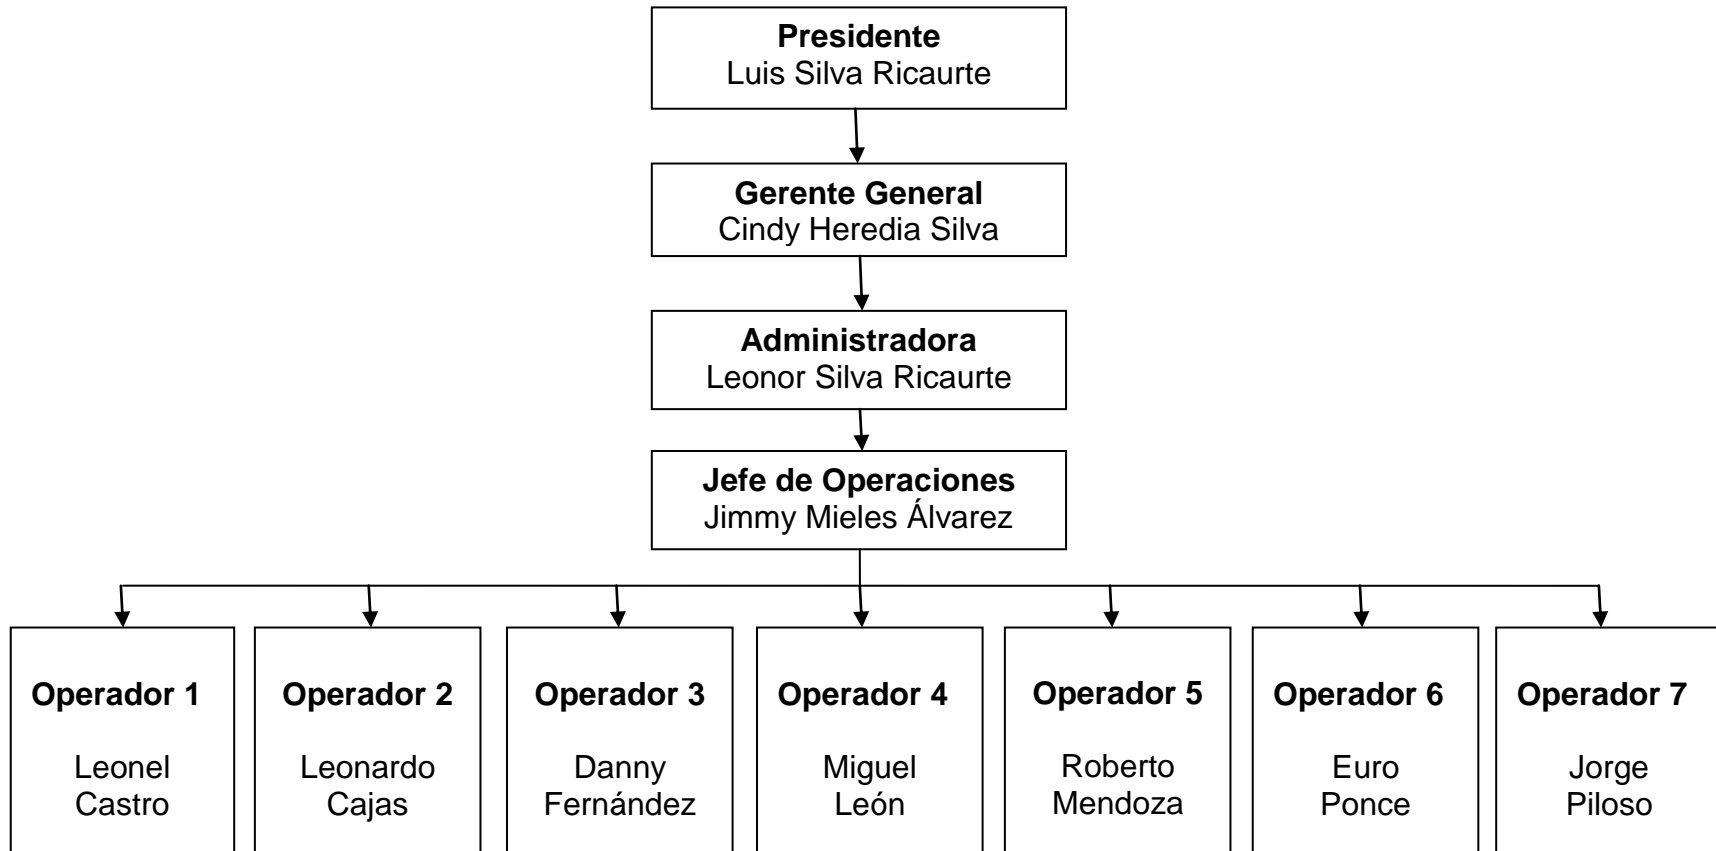 Presidente
Luis Silva Ricaurte
Gerente General
Cindy Heredia Silva
Administradora
Leonor Silva Ricaurte
Jefe de Operaciones
Jimmy Mieles Álvarez
Operador 1
Leonel
Castro
Operador 2
Leonardo
Cajas
Operador 3
Danny
Fernández
Operador 4
Miguel
León
Operador 5
Roberto
Mendoza
Operador 6
Euro
Ponce
Operador 7
Jorge
Piloso